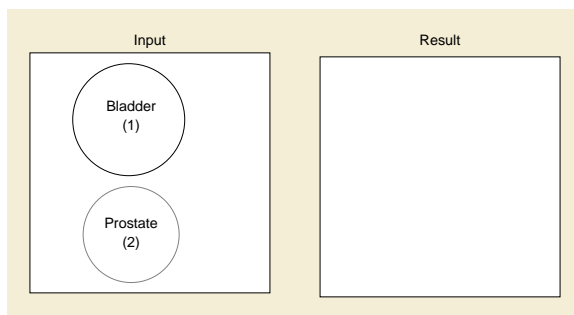 Input
Result
Bladder
(1)
Prostate
(2)